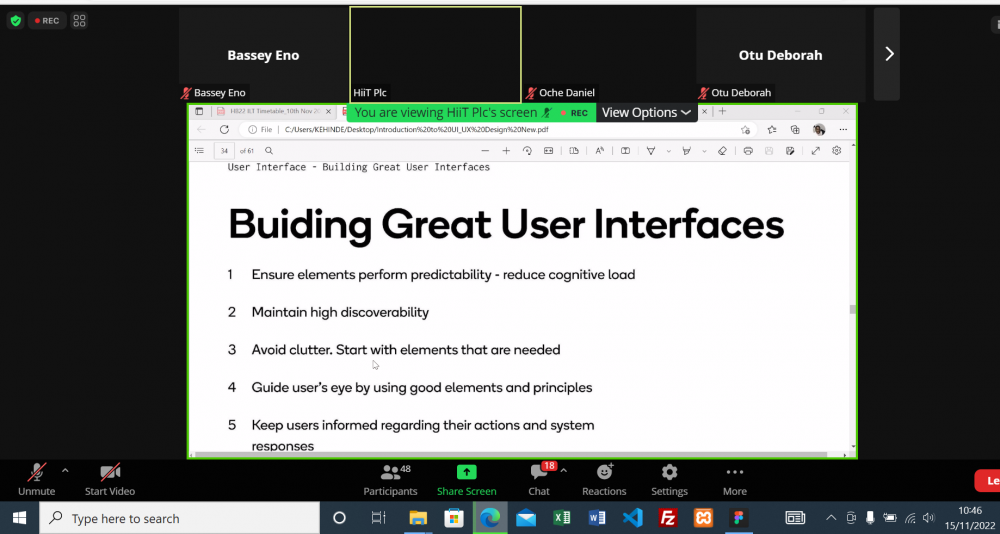 REC
Bassey Eno
Otu Deborah
Bassey Eno
HiiT Plc
Oche Daniel
Otu Deborah
You are viewing HiiT Plc's screen
REC
View Options
File
C:/Users/KEHINDE/Desktop/Introduction%20to%20UI_UX%20Design%20New.pdf
34
of 61
User Interface - Building Great User Interfaces
Buiding Great User Interfaces
1 Ensure elements perform predictability - reduce cognitive load
2 Maintain high discoverability
3 Avoid clutter. Start with elements that are needed
4 Guide user's eye by using good elements and principles
5 Keep users informed regarding their actions and system
responses
48
18
Unmute
Start Video
Participants
Share Screen
Chat
Reactions
Settings
More
Le
Type here to search
10:46
15/11/2022